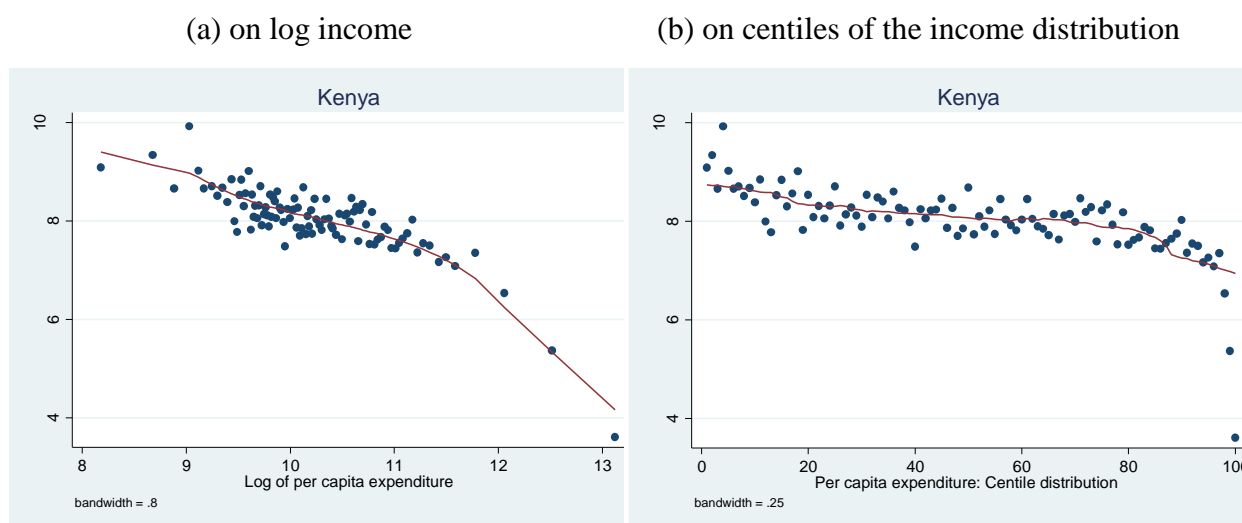 (a) on log income
(b) on centiles of the income distribution
Kenya
10
8
6
4
8 9 10 11 12 13
Log of per capita expenditure
bandwidth = .8
Kenya
10
8
6
4
0 20 40 60 80 100
Per capita expenditure: Centile distribution
bandwidth = .25